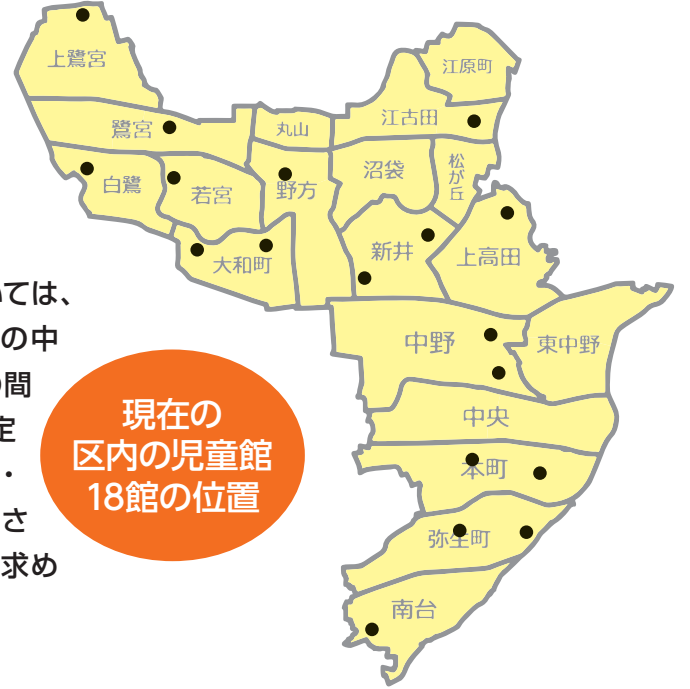 上鷺宮
江原町
鷺宮
丸山
江古田
白鷺
若宮
野方
沼袋
松が丘
大和町
新井
上高田
中野
東中野
中央
本町
弥生町
南台
いては、
の中
間
定
・
さ
求め
現在の
区内の児童館
18館の位置